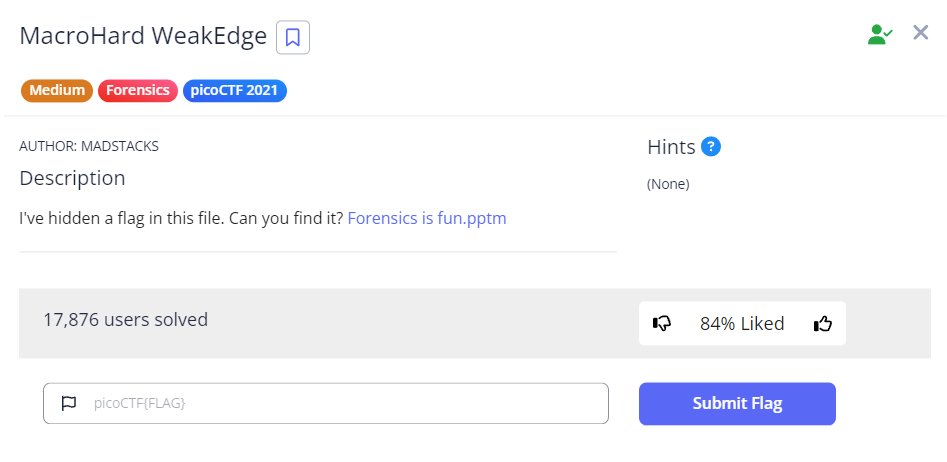 MacroHard WeakEdge
Medium Forensics picoCTF 2021
AUTHOR: MADSTACKS
Description
I've hidden a flag in this file. Can you find it? Forensics is fun.pptm
Hints ?
(None)
17,876 users solved
84% Liked
picoCTF{FLAG}
Submit Flag